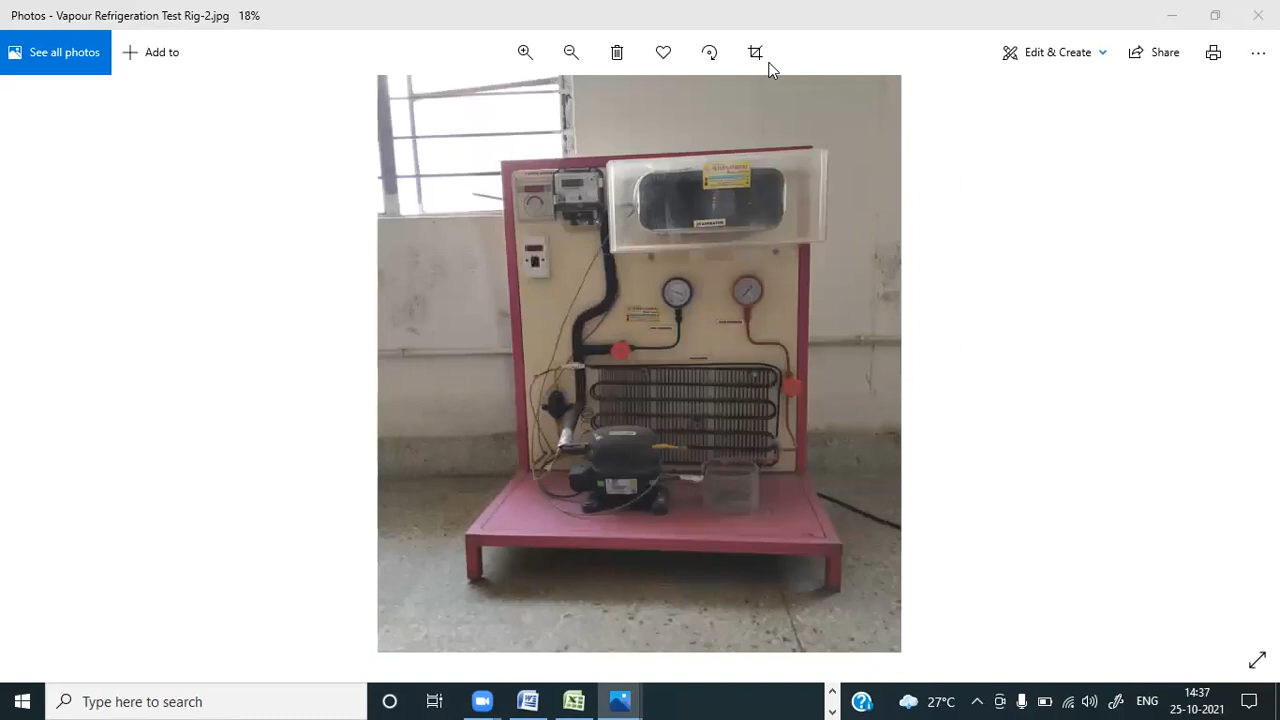 Photos - Vapour Refrigeration Test Rig-2.jpg 18%
See all photos
Add to
Edit & Create
Share
Type here to search
27°C
ENG
14:37
25-10-2021